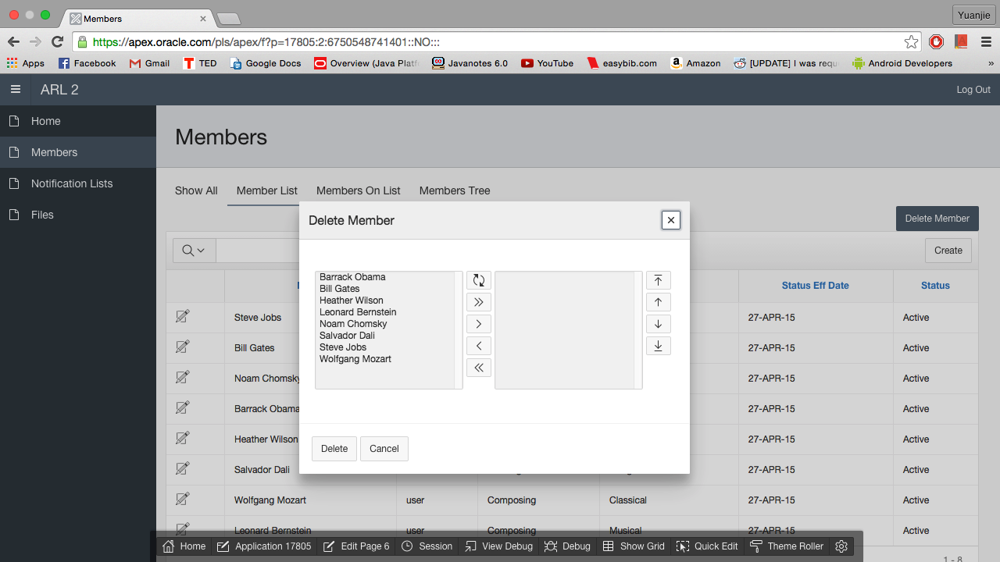 Members
Yuanjie
https://apex.oracle.com/pls/apex/f?p=17805:2:6750548741401::NO:::
Apps Facebook Gmail TED Google Docs Overview (Java Platf Javanotes 6.0 YouTube easybib.com Amazon [UPDATE] I was requ Android Developers »
ARL 2 Log Out
Home
Members
Notification Lists
Files
Members
Show All Member List Members On List Members Tree
Delete Member
Create
Delete Member
Barrack Obama
Bill Gates
Heather Wilson
Leonard Bernstein
Noam Chomsky
Salvador Dali
Steve Jobs
Wolfgang Mozart
Delete Cancel
Status Eff Date Status
Steve Jobs 27-APR-15 Active
Bill Gates 27-APR-15 Active
Noam Chomsky 27-APR-15 Active
Barrack Obama 27-APR-15 Active
Heather Wilson 27-APR-15 Active
Salvador Dali 27-APR-15 Active
Wolfgang Mozart user Composing Classical 27-APR-15 Active
Leonard Bernstein user Composing Musical 27-APR-15 Active
1 - 8
Home Application 17805 Edit Page 6 Session View Debug Debug Show Grid Quick Edit Theme Roller